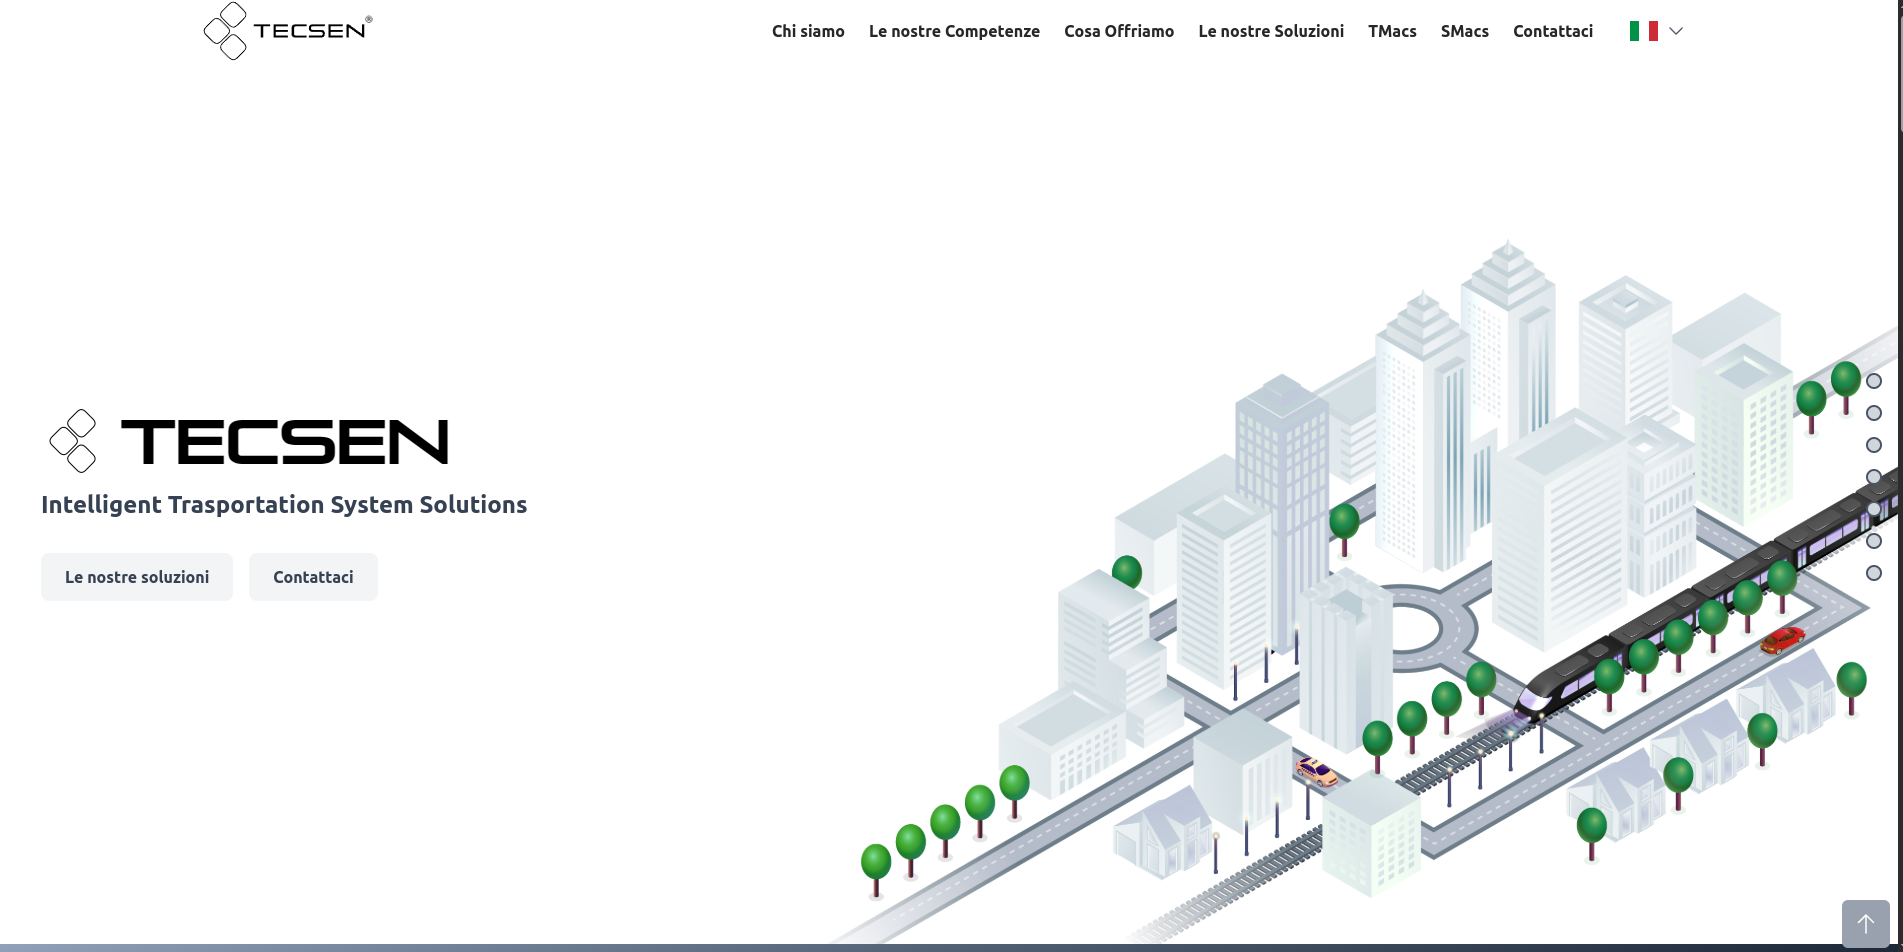 TECSEN®
Chi siamo Le nostre Competenze Cosa Offriamo Le nostre Soluzioni TMacs SMacs Contattaci
TECSEN
Intelligent Trasportation System Solutions
Le nostre soluzioni Contattaci